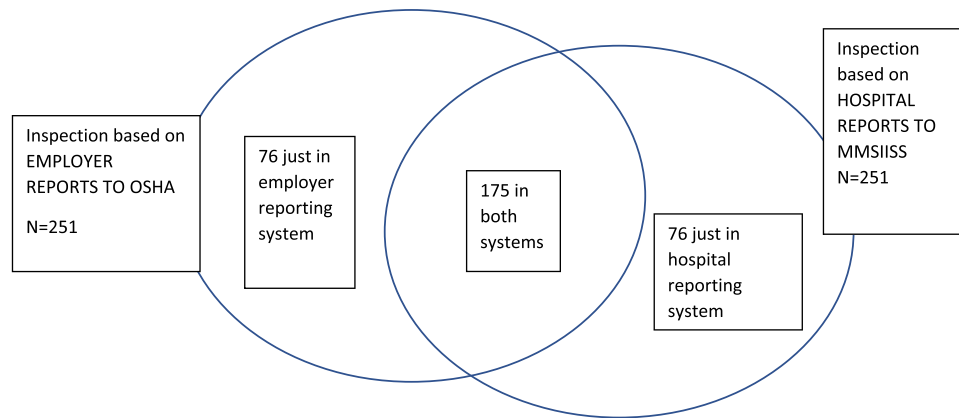 Inspection based on
EMPLOYER
REPORTS TO OSHA
N=251
76 just in
employer
reporting
system
175 in
both
systems
76 just in
hospital
reporting
system
Inspection
based on
HOSPITAL
REPORTS TO
MMSIISS
N=251